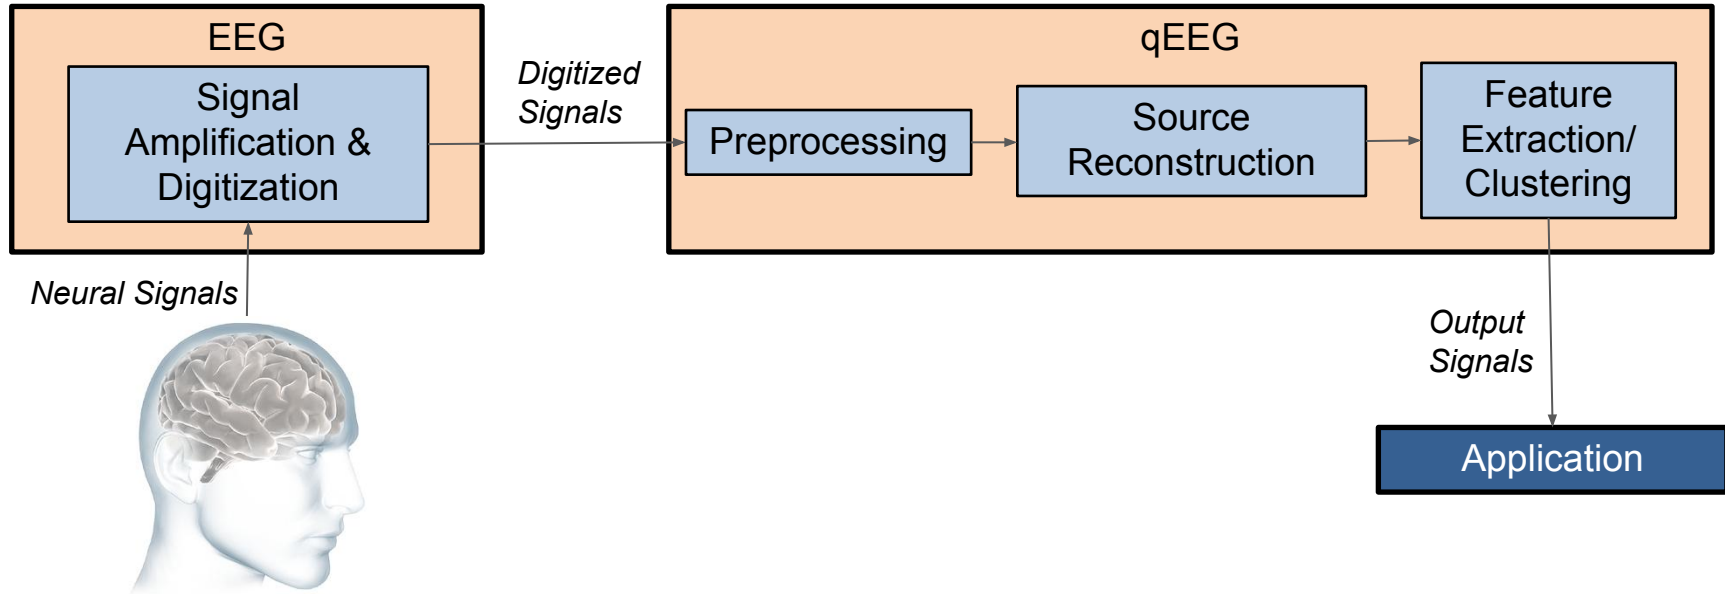 EEG
Signal
Amplification &
Digitization
Neural Signals
Digitized
Signals
qEEG
Preprocessing
Source
Reconstruction
Feature
Extraction/
Clustering
Output
Signals
Application